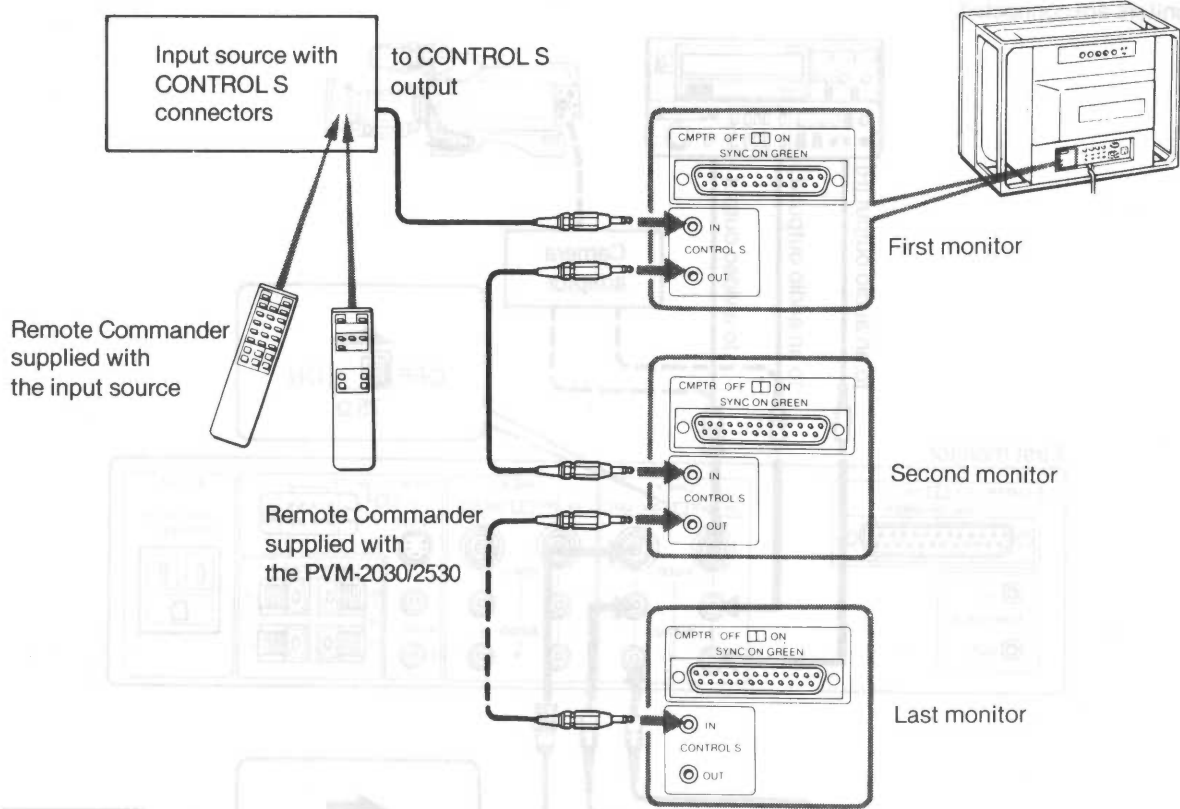 Input source with
CONTROL S
connectors
to CONTROL S
output
CMPTR OFF ON
SYNC ON GREEN
IN
CONTROL S
OUT
First monitor
Remote Commander
supplied with
the input source
CMPTR OFF ON
SYNC ON GREEN
IN
CONTROL S
OUT
Second monitor
Remote Commander
supplied with
the PVM-2030/2530
CMPTR OFF ON
SYNC ON GREEN
IN
CONTROL S
OUT
Last monitor